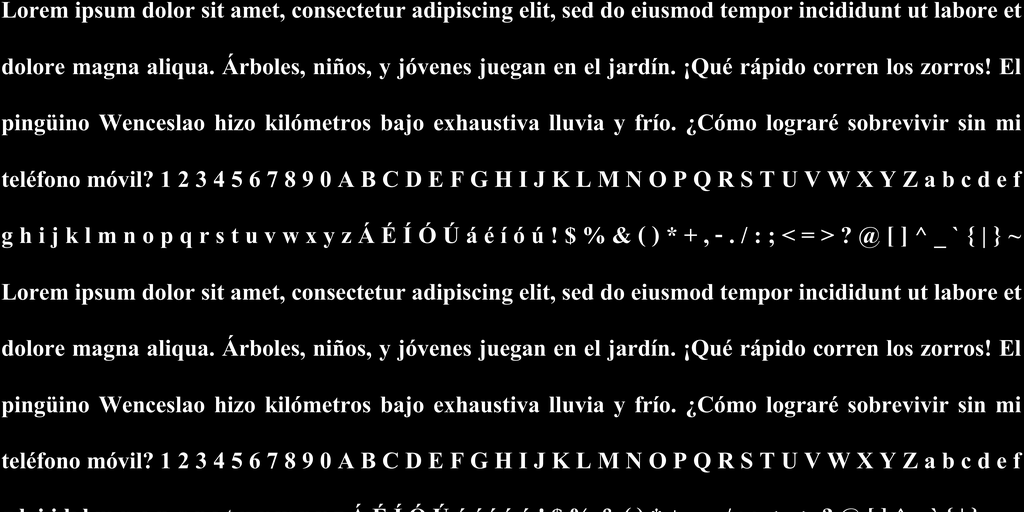 Lorem ipsum dolor sit amet, consectetur adipiscing elit, sed do eiusmod tempor incididunt ut labore et
dolore magna aliqua. Árboles, niños, y jóvenes juegan en el jardín. ¡Qué rápido corren los zorros! El
pingüino Wenceslao hizo kilómetros bajo exhaustiva lluvia y frío. ¿Cómo lograré sobrevivir sin mi
teléfono móvil? 1 2 3 4 5 6 7 8 9 0 A B C D E F G H I J K L M N O P Q R S T U V W X Y Z a b c d e f
g h i j k l m n o p q r s t u v w x y z Á É Í Ó Ú á é í ó ú ! $ % & ( ) * + , - . / : ; < = > ? @ [ ] ^ _ ` { | } ~
Lorem ipsum dolor sit amet, consectetur adipiscing elit, sed do eiusmod tempor incididunt ut labore et
dolore magna aliqua. Árboles, niños, y jóvenes juegan en el jardín. ¡Qué rápido corren los zorros! El
pingüino Wenceslao hizo kilómetros bajo exhaustiva lluvia y frío. ¿Cómo lograré sobrevivir sin mi
teléfono móvil? 1 2 3 4 5 6 7 8 9 0 A B C D E F G H I J K L M N O P Q R S T U V W X Y Z a b c d e f